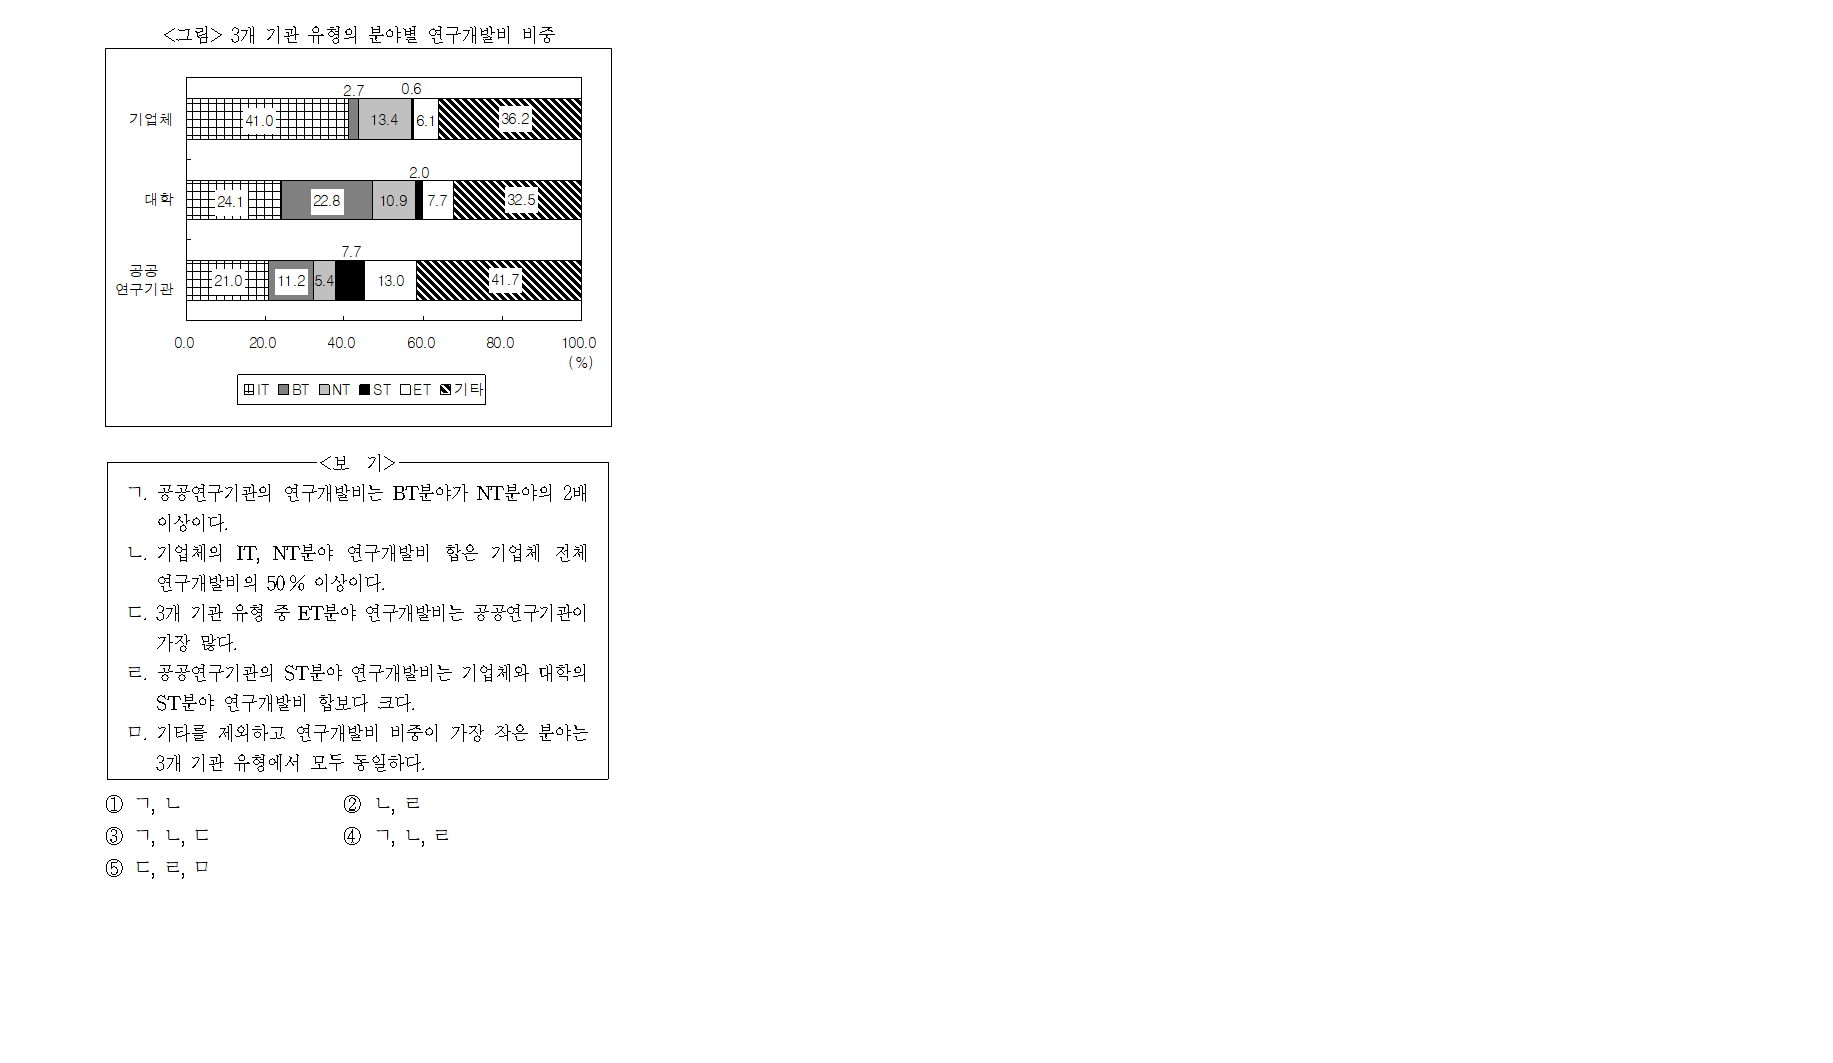 <그림> 3개 기관 유형의 분야별 연구개발비 비중
2.7 0.6
기업체 41.0 13.4 6.1 36.2
2.0
대학 24.1 22.8 10.9 7.7 32.5
7.7
공공
연구기관 21.0 11.2 5.4 13.0 41.7
0.0 20.0 40.0 60.0 80.0 100.0
(%)
IT BT NT ST ET 기타
<보 기>
ㄱ. 공공연구기관의 연구개발비는 BT분야가 NT분야의 2배
이상이다.
ㄴ. 기업체의 IT, NT분야 연구개발비 합은 기업체 전체
연구개발비의 50% 이상이다.
ㄷ. 3개 기관 유형 중 ET분야 연구개발비는 공공연구기관이
가장 많다.
ㄹ. 공공연구기관의 ST분야 연구개발비는 기업체와 대학의
ST분야 연구개발비 합보다 크다.
ㅁ. 기타를 제외하고 연구개발비 비중이 가장 작은 분야는
3개 기관 유형에서 모두 동일하다.
① ㄱ, ㄴ ② ㄴ, ㄹ
③ ㄱ, ㄴ, ㄷ ④ ㄱ, ㄴ, ㄹ
⑤ ㄷ, ㄹ, ㅁ